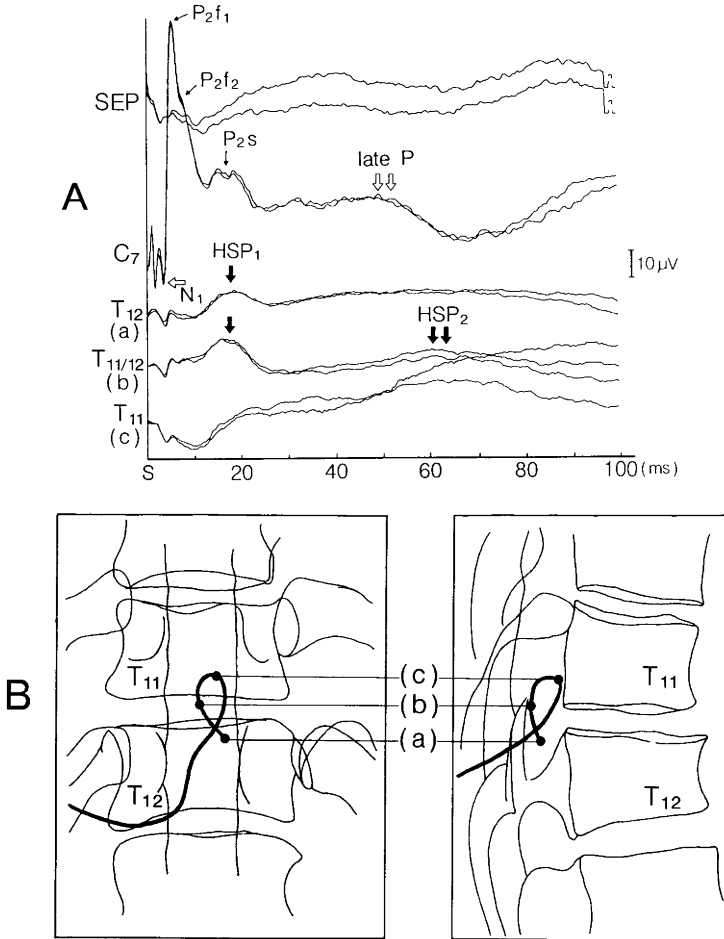 P₂f₁
P₂f₂
SEP
P₂s
late P
A
C₇
HSP₁
10 μV
N₁
T₁₂
(a)
HSP₂
T₁₁/₁₂
(b)
T₁₁
(c)
S 20 40 60 80 100 (ms)
B
T₁₁ (c) T₁₁
(b)
(a)
T₁₂ T₁₂